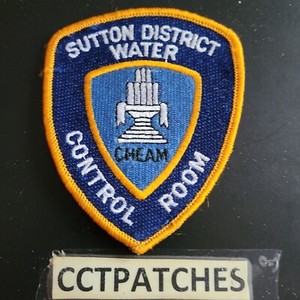 SUTTON DISTRICT
WATER
CHEAM
CONTROL ROOM
CCTPATCHES